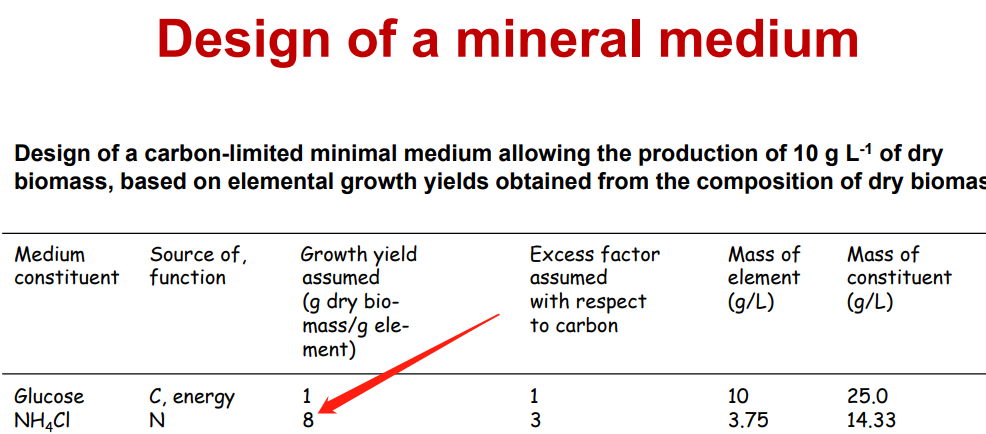 Design of a mineral medium
Design of a carbon-limited minimal medium allowing the production of 10 g L-1 of dry
biomass, based on elemental growth yields obtained from the composition of dry biomas
Medium constituent Source of, function Growth yield assumed (g dry bio-mass/g ele-ment) Excess factor assumed with respect to carbon Mass of element (g/L) Mass of constituent (g/L)
Glucose C, energy 1 1 10 25.0
NH4Cl N 8 3 3.75 14.33